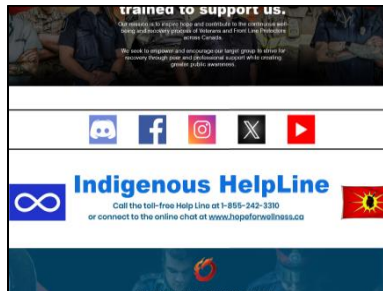 trained to support us.
Our mission is to inspire hope and contribute to the continuous well-
being and recovery process of Veterans and Front Line Protectors
across Canada.
We seek to empower and encourage our target group to strive for
recovery through peer and professional support while creating
greater public awareness.
Indigenous HelpLine
Call the toll-free Help Line at 1-855-242-3310
or connect to the online chat at www.hopeforwellness.ca